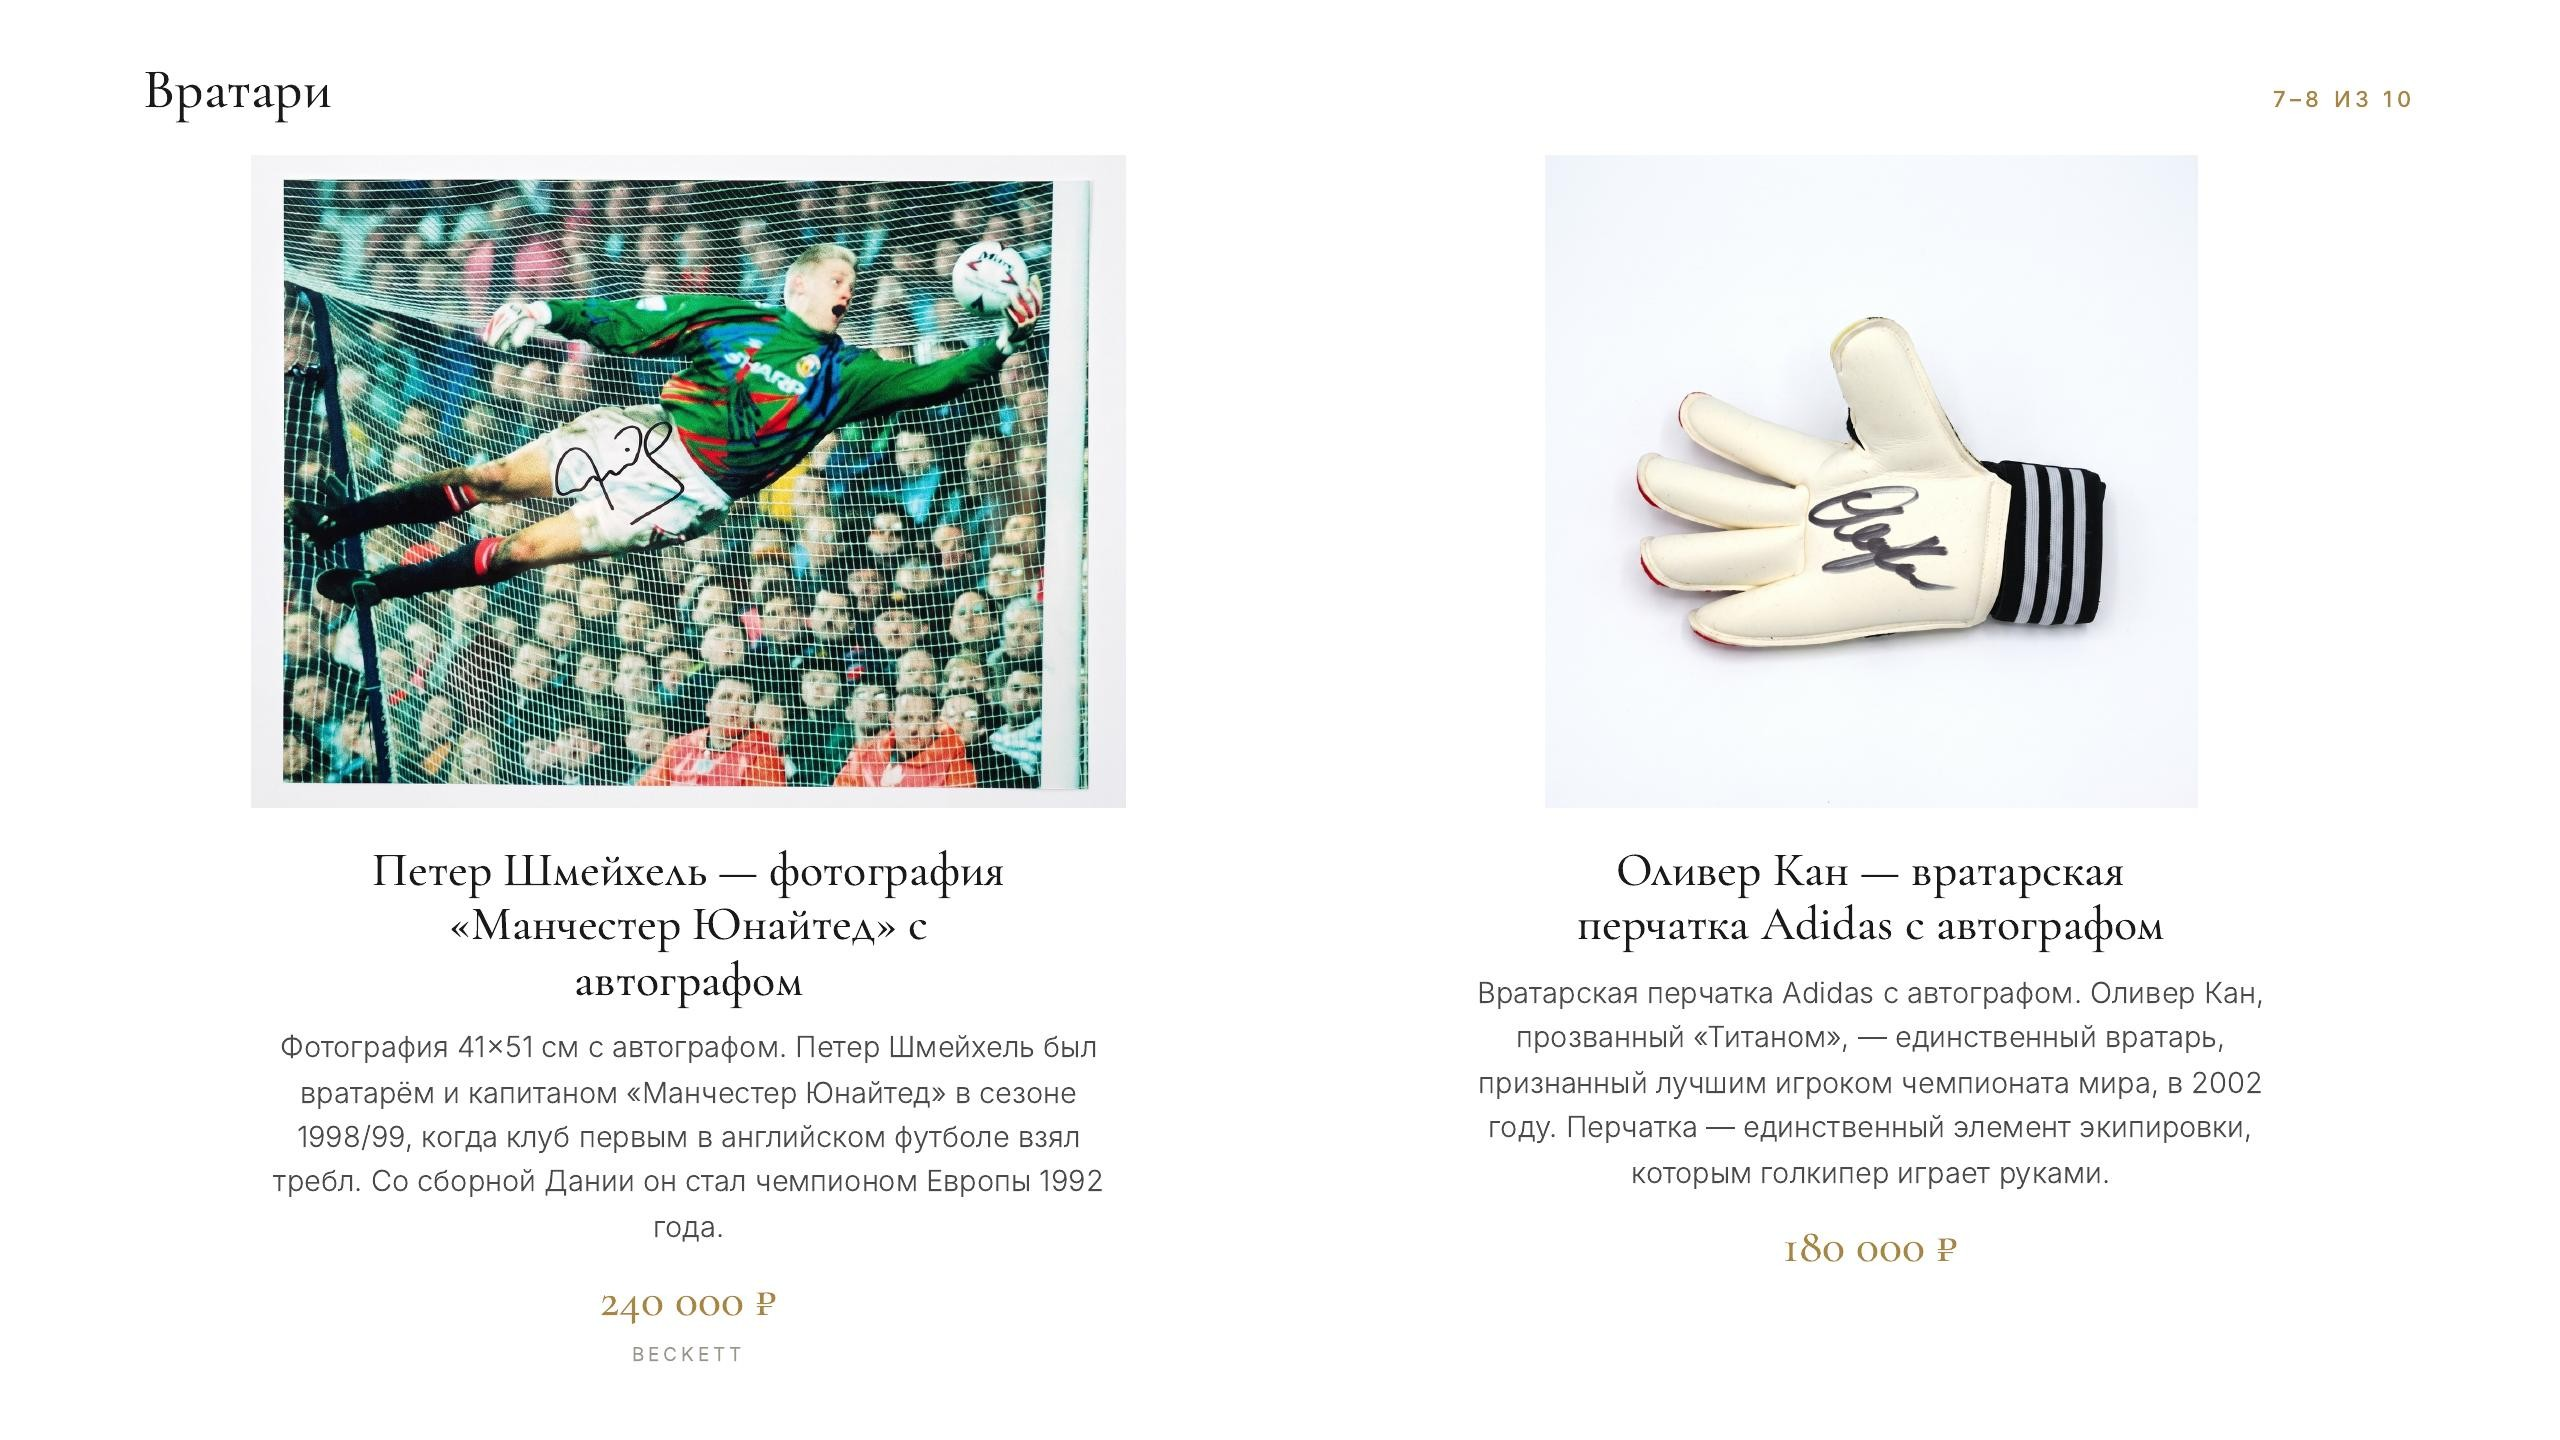 Вратари
7–8 ИЗ 10
SHARP
Mitre
Петер Шмейхель — фотография
«Манчестер Юнайтед» с
автографом
Фотография 41×51 см с автографом. Петер Шмейхель был
вратарём и капитаном «Манчестер Юнайтед» в сезоне
1998/99, когда клуб первым в английском футболе взял
требл. Со сборной Дании он стал чемпионом Европы 1992
года.
240 000 ₽
BECKETT
Оливер Кан — вратарская
перчатка Adidas с автографом
Вратарская перчатка Adidas с автографом. Оливер Кан,
прозванный «Титаном», — единственный вратарь,
признанный лучшим игроком чемпионата мира, в 2002
году. Перчатка — единственный элемент экипировки,
которым голкипер играет руками.
180 000 ₽